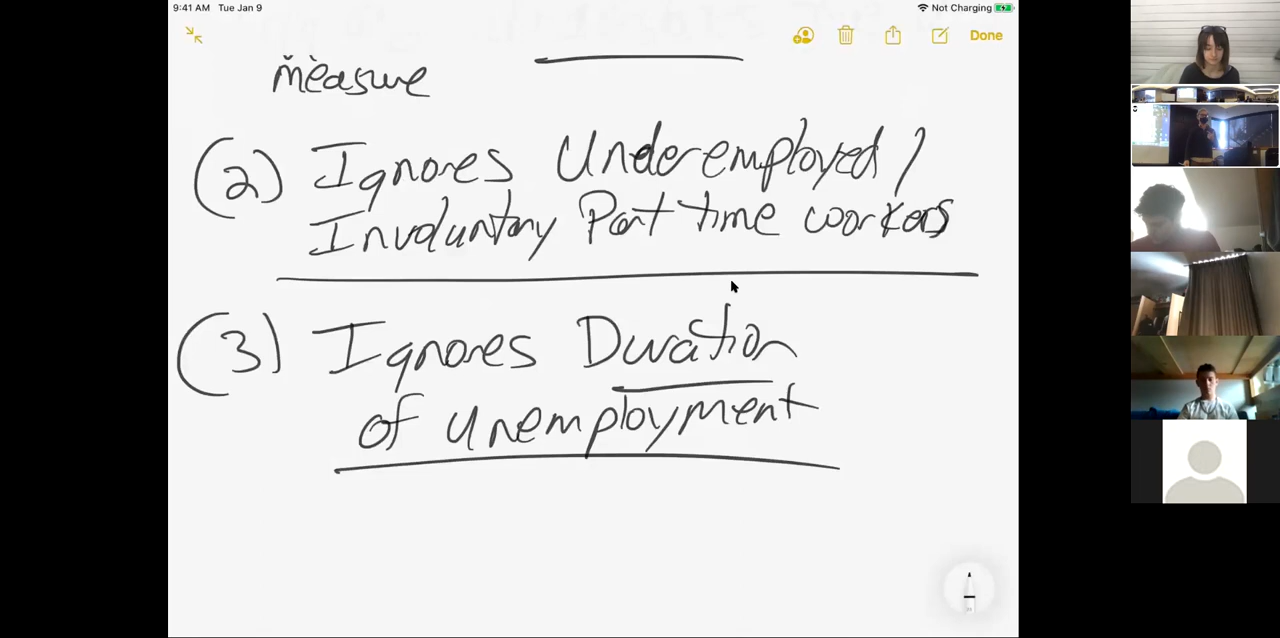 9:41 AM Tue Jan 9
Not Charging
Done
measure
(2) Ignores Underemployed /
Involuntary Part time workers
(3) Ignores Duration
of unemployment